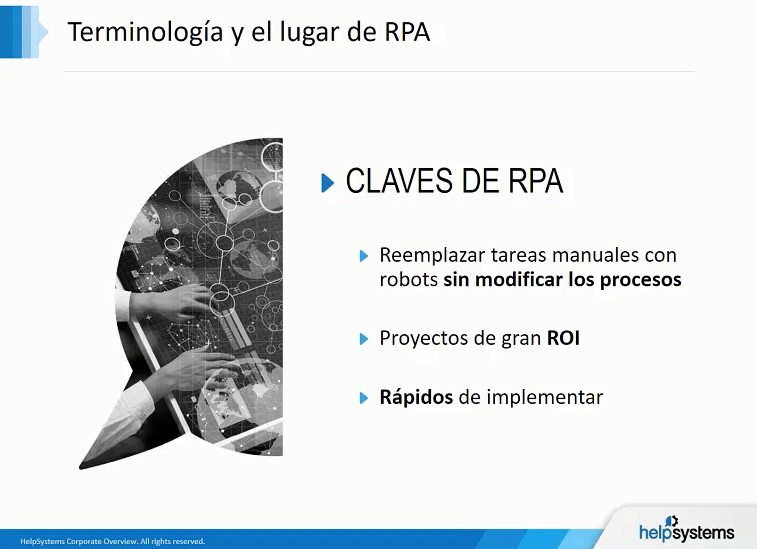 Terminología y el lugar de RPA
CLAVES DE RPA
Reemplazar tareas manuales con
robots sin modificar los procesos
Proyectos de gran ROI
Rápidos de implementar
HelpSystems Corporate Overview. All rights reserved.
helpsystems